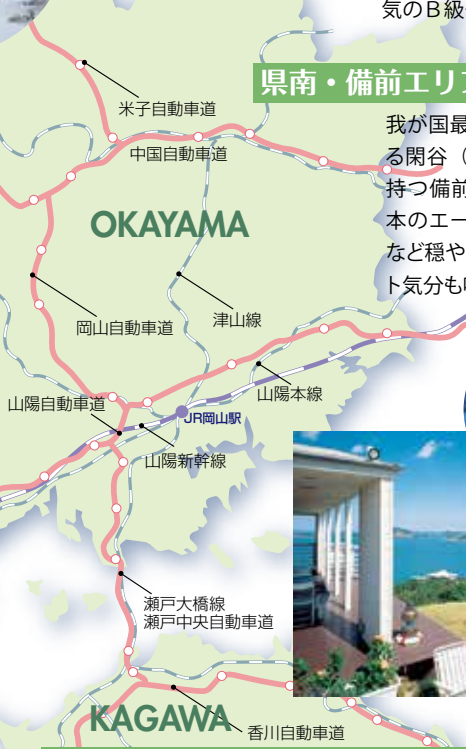 気のB級
県南・備前エリ
米子自動車道
中国自動車道
我が国最
る閑谷（
持つ備前
本のエー
など穏や
ト気分も
OKAYAMA
岡山自動車道
津山線
山陽自動車道
山陽本線
JR岡山駅
山陽新幹線
瀬戸大橋線
瀬戸中央自動車道
KAGAWA
香川自動車道